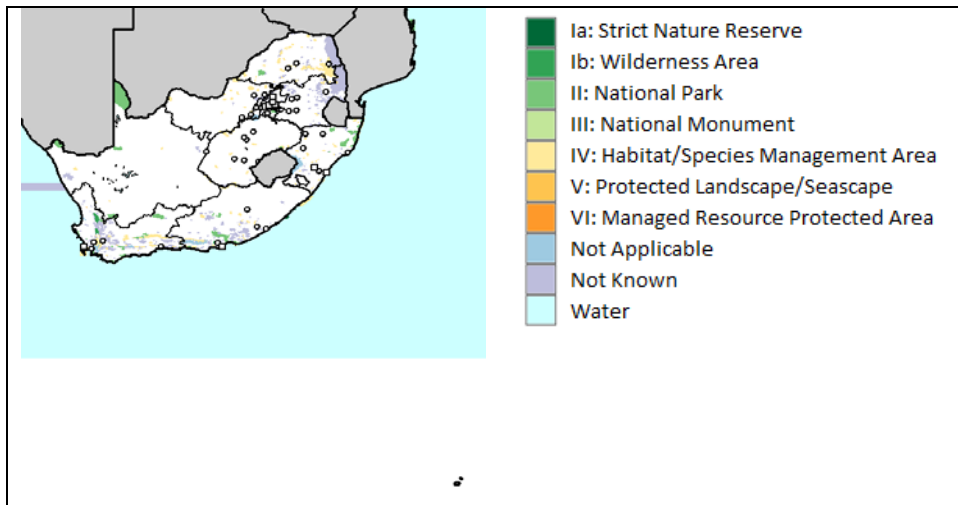 Ia: Strict Nature Reserve
Ib: Wilderness Area
II: National Park
III: National Monument
IV: Habitat/Species Management Area
V: Protected Landscape/Seascape
VI: Managed Resource Protected Area
Not Applicable
Not Known
Water